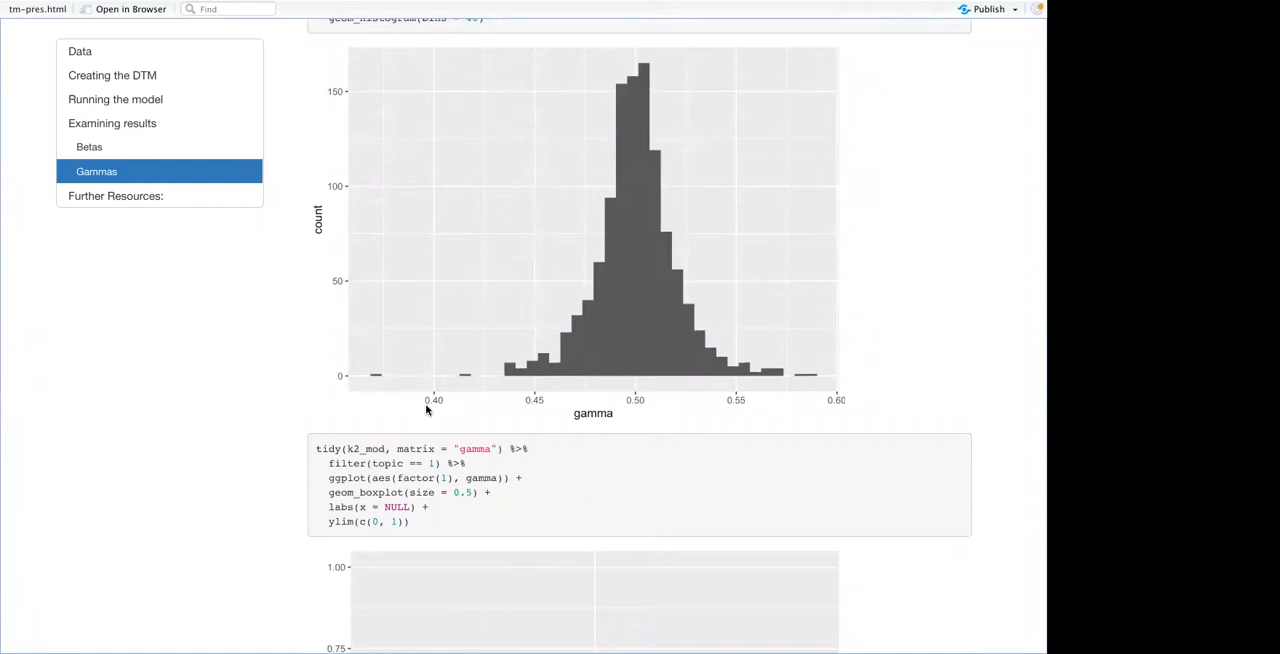 tm-pres.html
Open in Browser
Find
Publish
Data
Creating the DTM
Running the model
Examining results
Betas
Gammas
Further Resources:
150
100
50
0
count
0.40
0.45
0.50
0.55
0.60
gamma
tidy(k2_mod, matrix = "gamma") %>%
filter(topic == 1) %>%
ggplot(aes(factor(1), gamma)) +
geom_boxplot(size = 0.5) +
labs(x = NULL) +
ylim(c(0, 1))
1.00
0.75